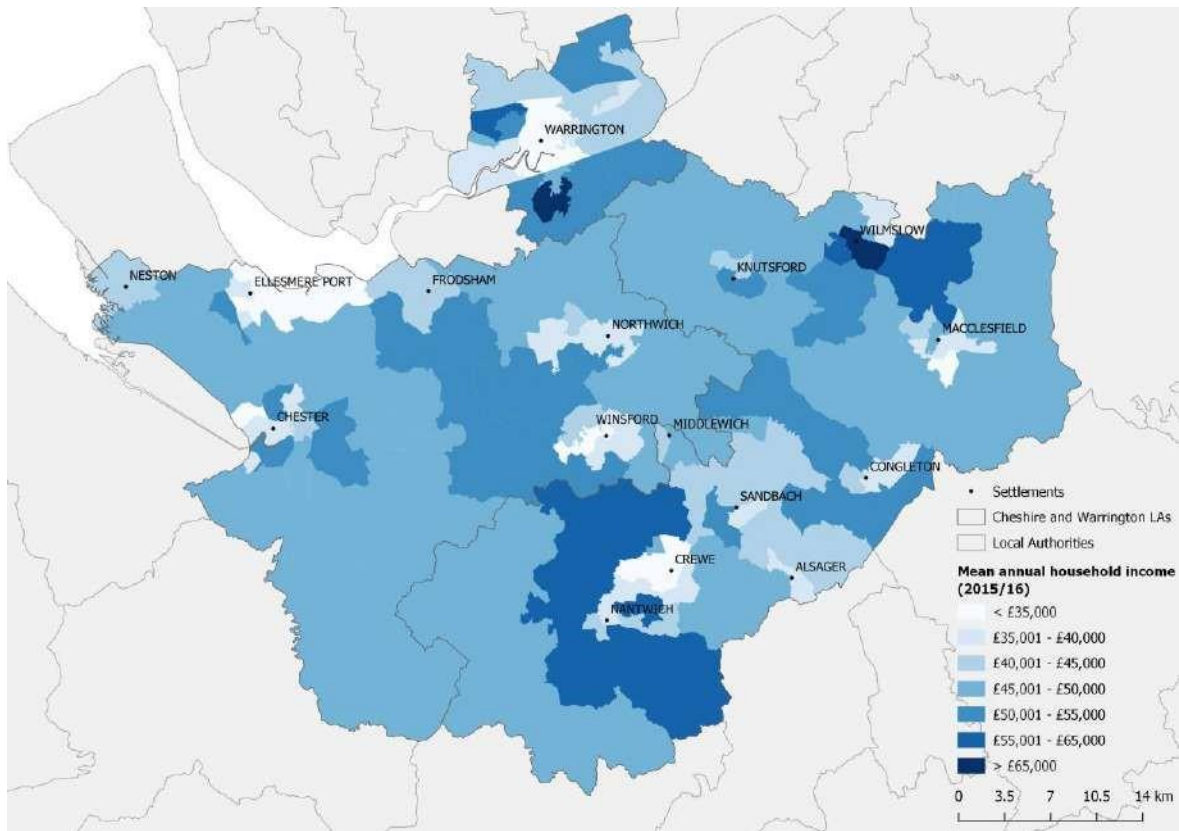 WARRINGTON
WILMSLOW
NESTON
ELLESMERE PORT
FRODSHAM
KNUTSFORD
NORTHWICH
MACCLESFIELD
CHESTER
WINSFORD
MIDDLEWICH
CONGLETON
SANDBACH
CREWE
ALSAGER
NANTWICH
Settlements
Cheshire and Warrington LAs
Local Authorities
Mean annual household income
(2015/16)
< £35,000
£35,001 - £40,000
£40,001 - £45,000
£45,001 - £50,000
£50,001 - £55,000
£55,001 - £65,000
> £65,000
0 3.5 7 10.5 14 km